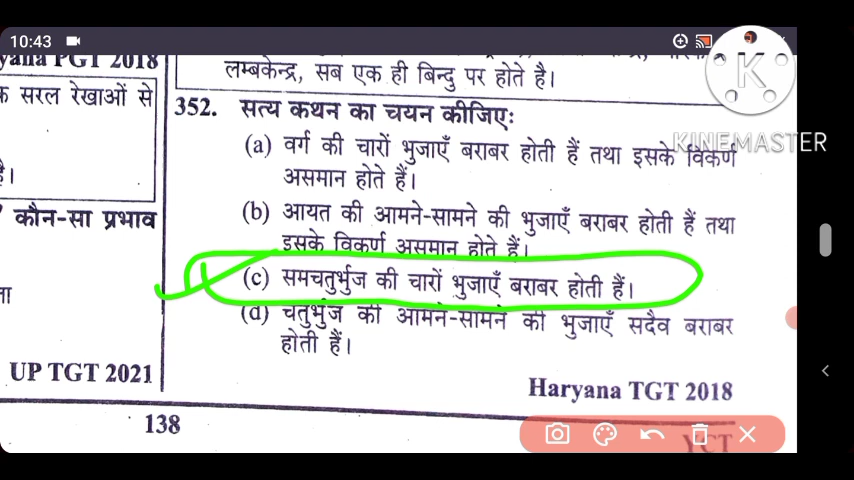 10:43
K
KINEMASTER
yana PGT 2018
सरल रेखाओं से
है।
कौन-सा प्रभाव
UP TGT 2021
लम्बकेन्द्र, सब एक ही बिन्दु पर होते है।
352. सत्य कथन का चयन कीजिएः
(a) वर्ग की चारों भुजाएँ बराबर होती हैं तथा इसके विकर्ण
असमान होते हैं।
(b) आयत की आमने-सामने की भुजाएँ बराबर होती हैं तथा
इसके विकर्ण असमान होते हैं।
(c) समचतुर्भुज की चारों भुजाएँ बराबर होती हैं।
(d) चतुर्भुज की आमने-सामने की भुजाएँ सदैव बराबर
होती हैं।
Haryana TGT 2018
138
YCT